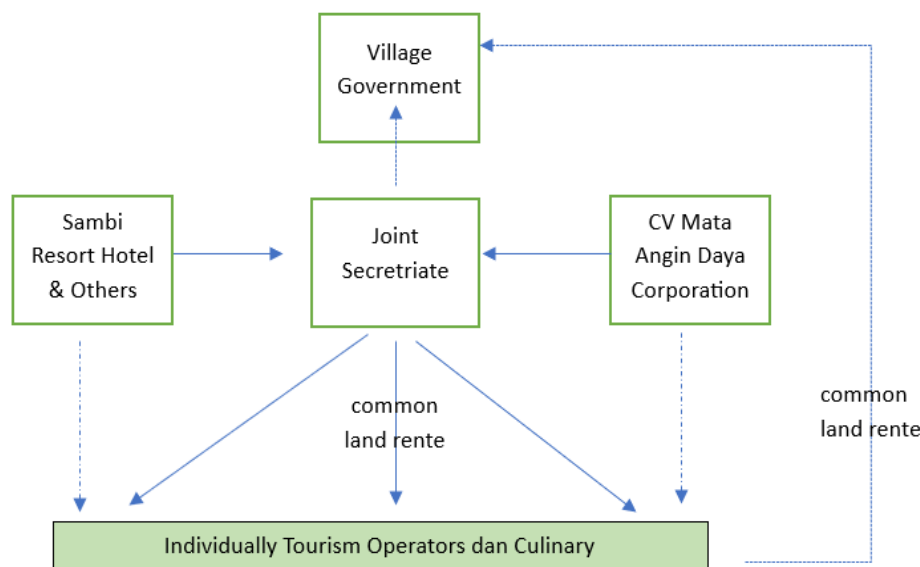 Village
Government
Sambi
Resort Hotel
& Others
Joint
Secretriate
CV Mata
Angin Daya
Corporation
common
land rente
common
land rente
Individually Tourism Operators dan Culinary